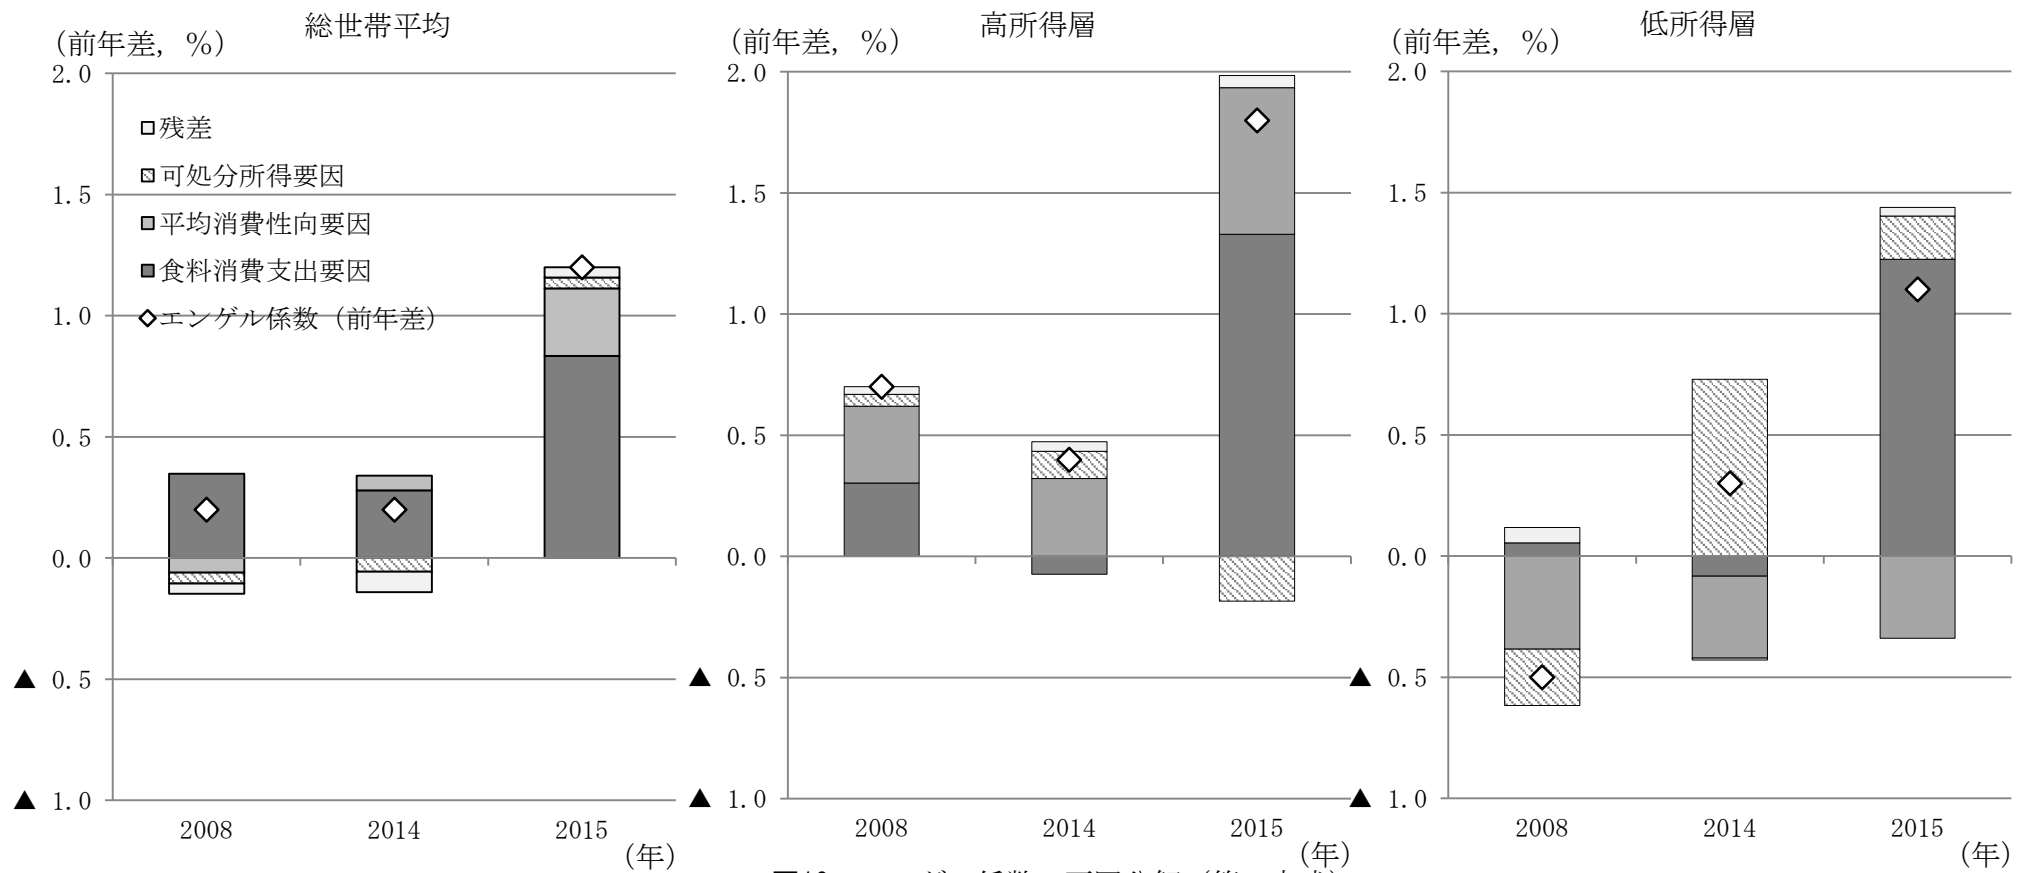 総世帯平均
（前年差，％）
2.0
1.5
1.0
0.5
0.0
▲ 0.5
▲ 1.0
残差
可処分所得要因
平均消費性向要因
食料消費支出要因
エンゲル係数（前年差）
2008 2014 2015
（年）
高所得層
（前年差，％）
2.0
1.5
1.0
0.5
0.0
▲ 0.5
▲ 1.0
2008 2014 2015
（年）
低所得層
（前年差，％）
2.0
1.5
1.0
0.5
0.0
▲ 0.5
▲ 1.0
2008 2014 2015
（年）